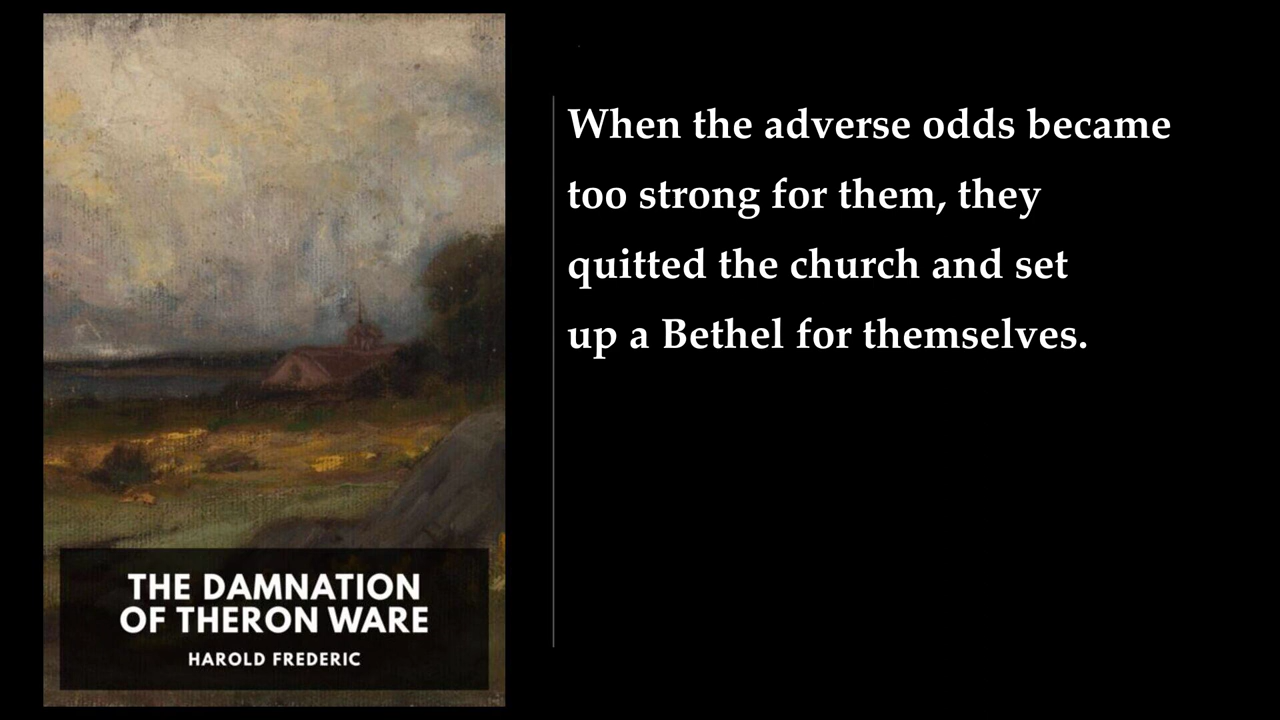 When the adverse odds became
too strong for them, they
quitted the church and set
up a Bethel for themselves.
THE DAMNATION
OF THERON WARE
HAROLD FREDERIC